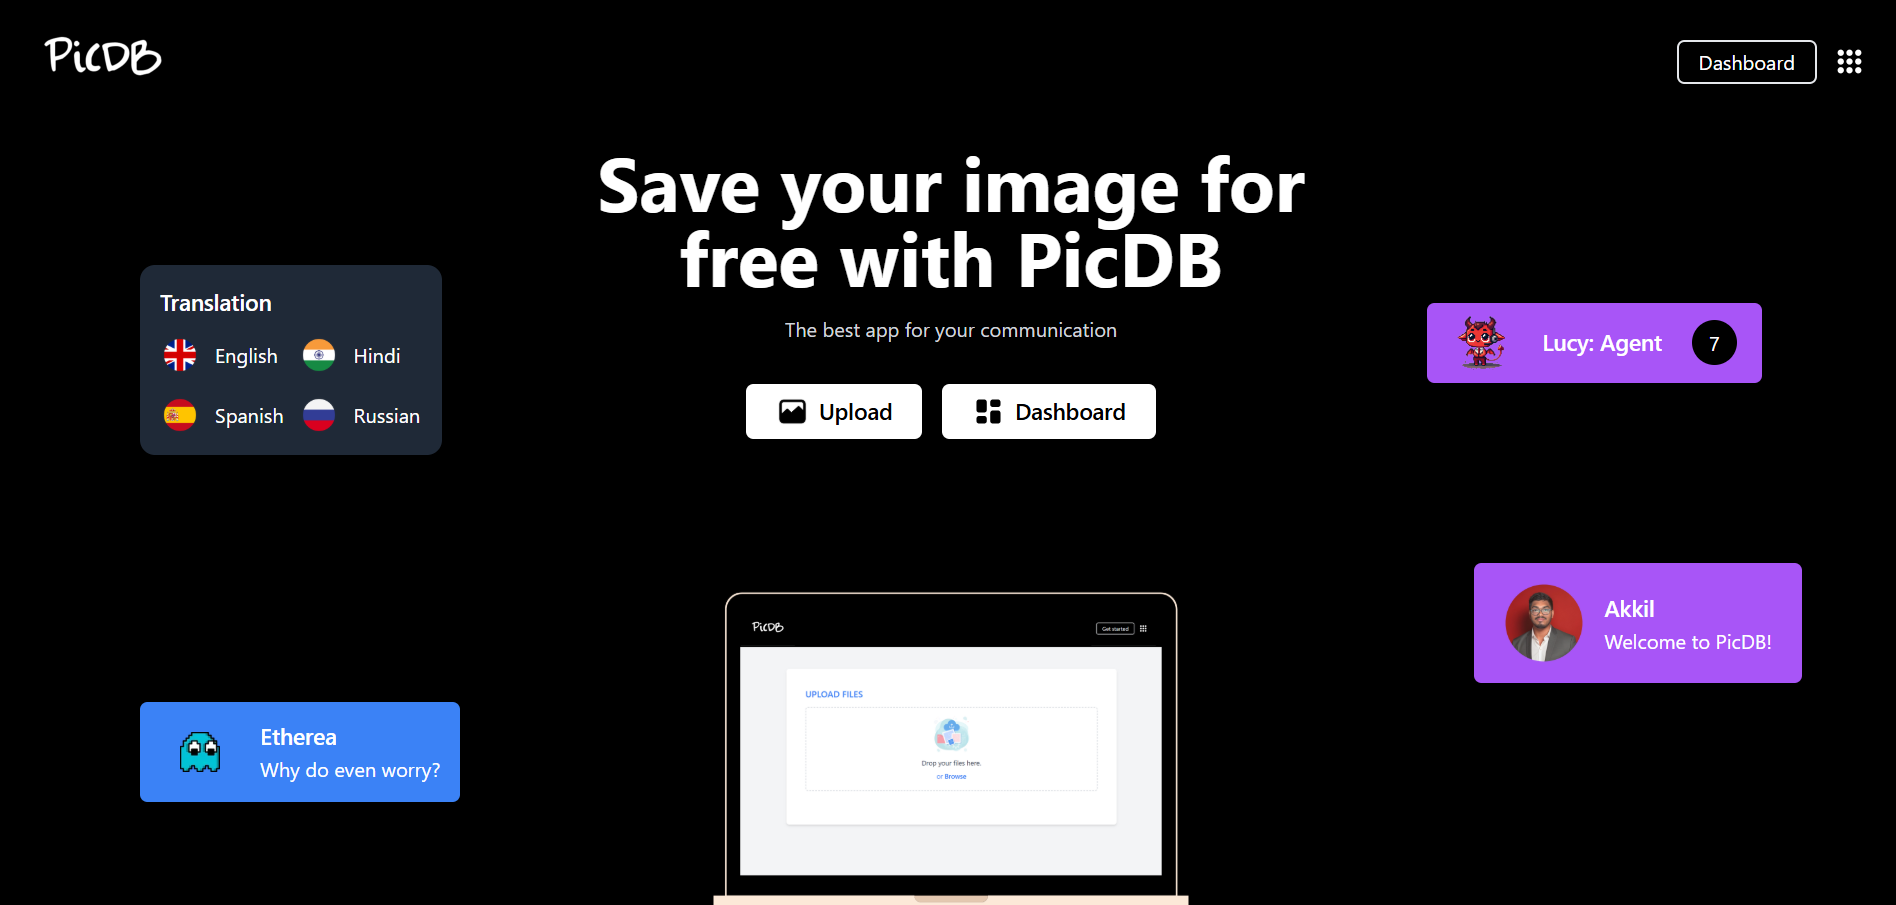 PicDB
Dashboard
Save your image for
free with PicDB
The best app for your communication
Upload
Dashboard
Translation
English
Hindi
Spanish
Russian
Lucy: Agent
7
Akkil
Welcome to PicDB!
Etherea
Why do even worry?
PicDB
Get started
UPLOAD FILES
Drop your files here.
or Browse